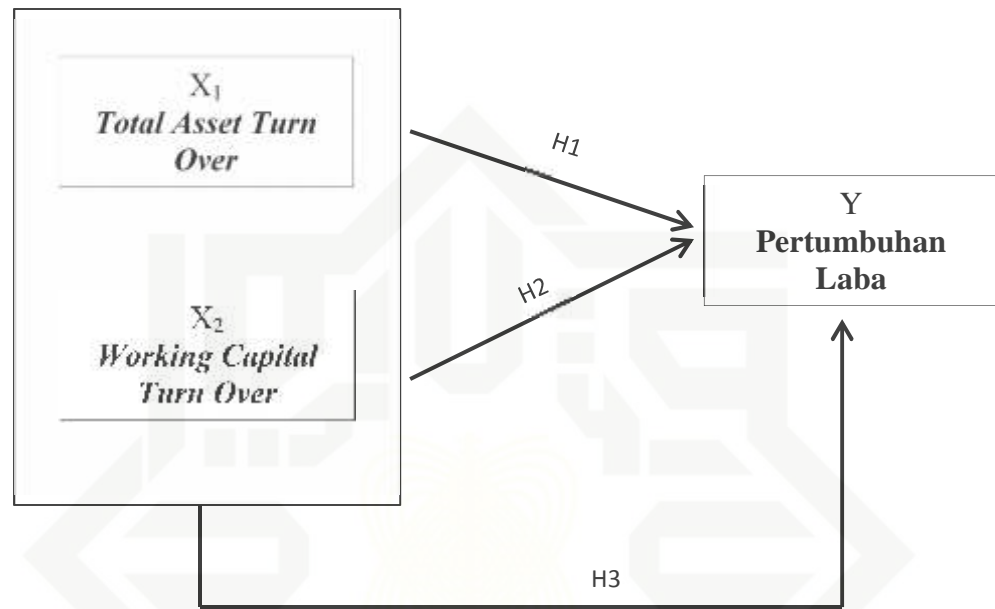 X₁
Total Asset Turn
Over
H1
Y
Pertumbuhan
Laba
H2
X₂
Working Capital
Turn Over
H3